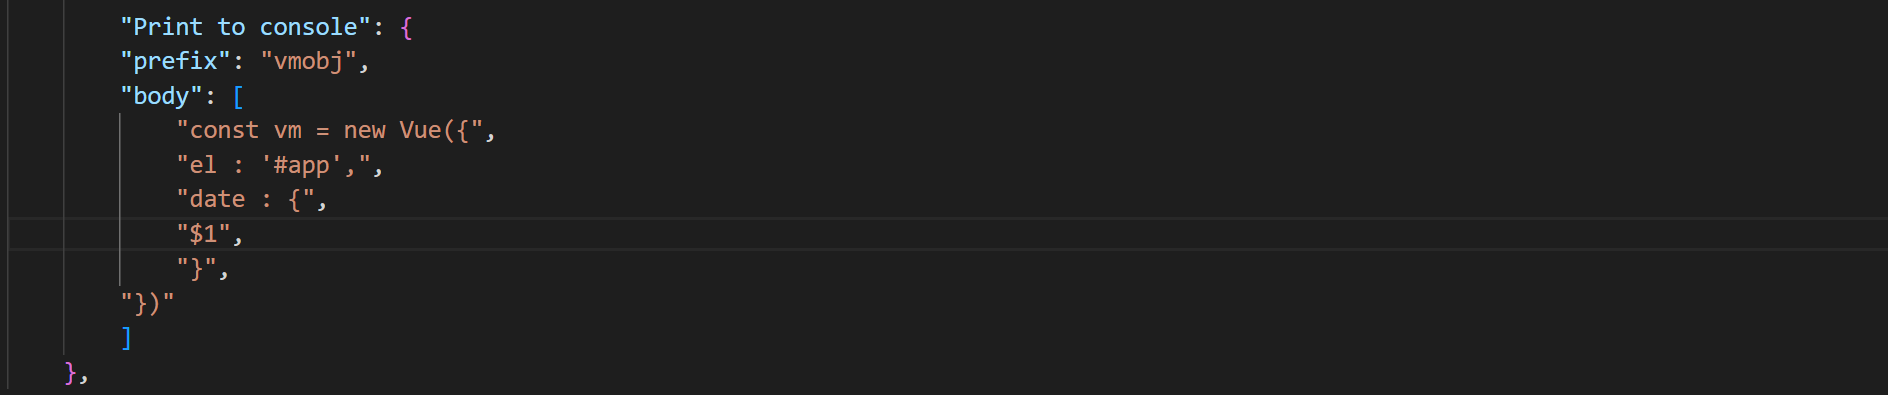 "Print to console": {
"prefix": "vmobj",
"body": [
"const vm = new Vue({",
"el : '#app',",
"date : {",
"$1",
"}",
"})"
]
},